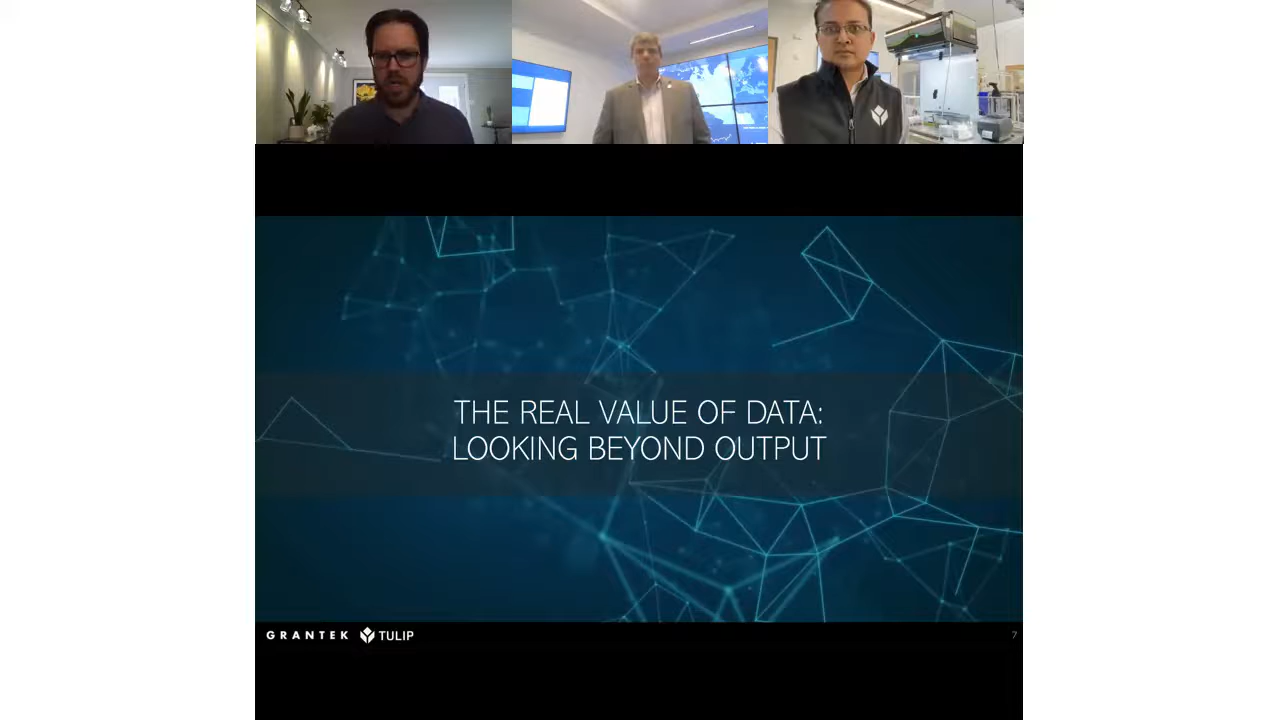 THE REAL VALUE OF DATA:
LOOKING BEYOND OUTPUT
GRANTEK TULIP
7